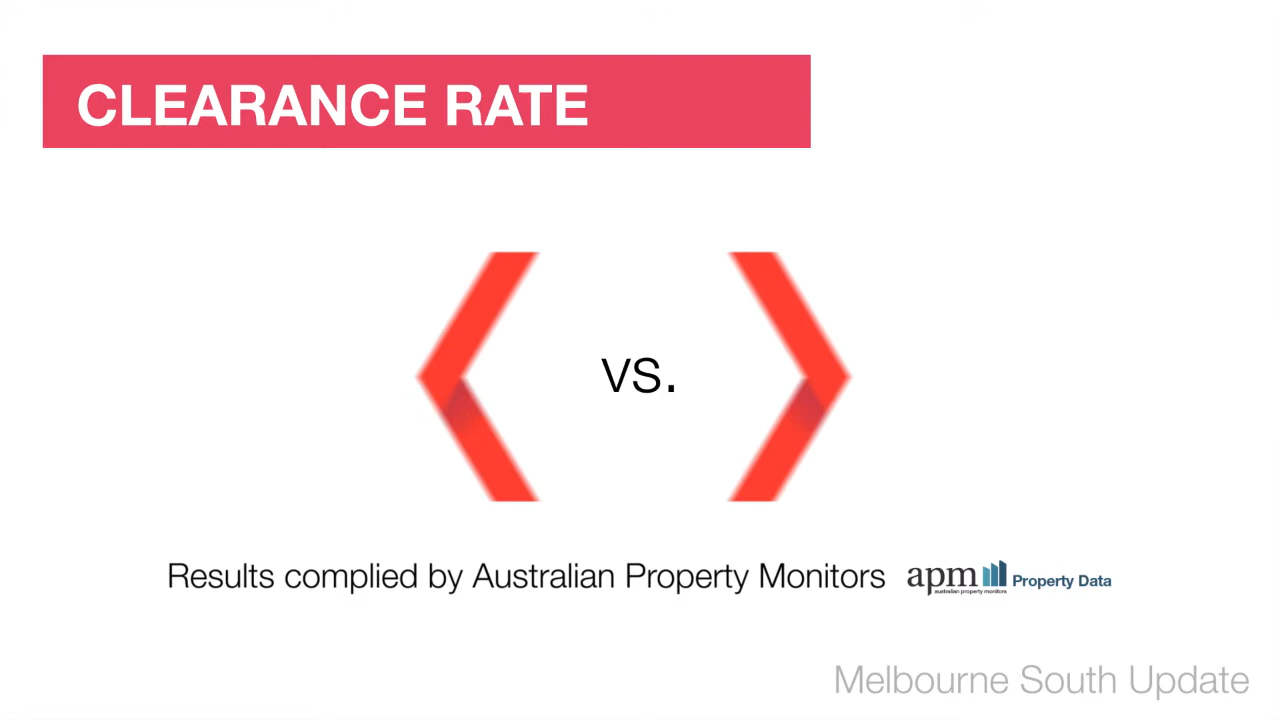 CLEARANCE RATE
vs.
Results complied by Australian Property Monitors apm Property Data
australian property monitors
Melbourne South Update